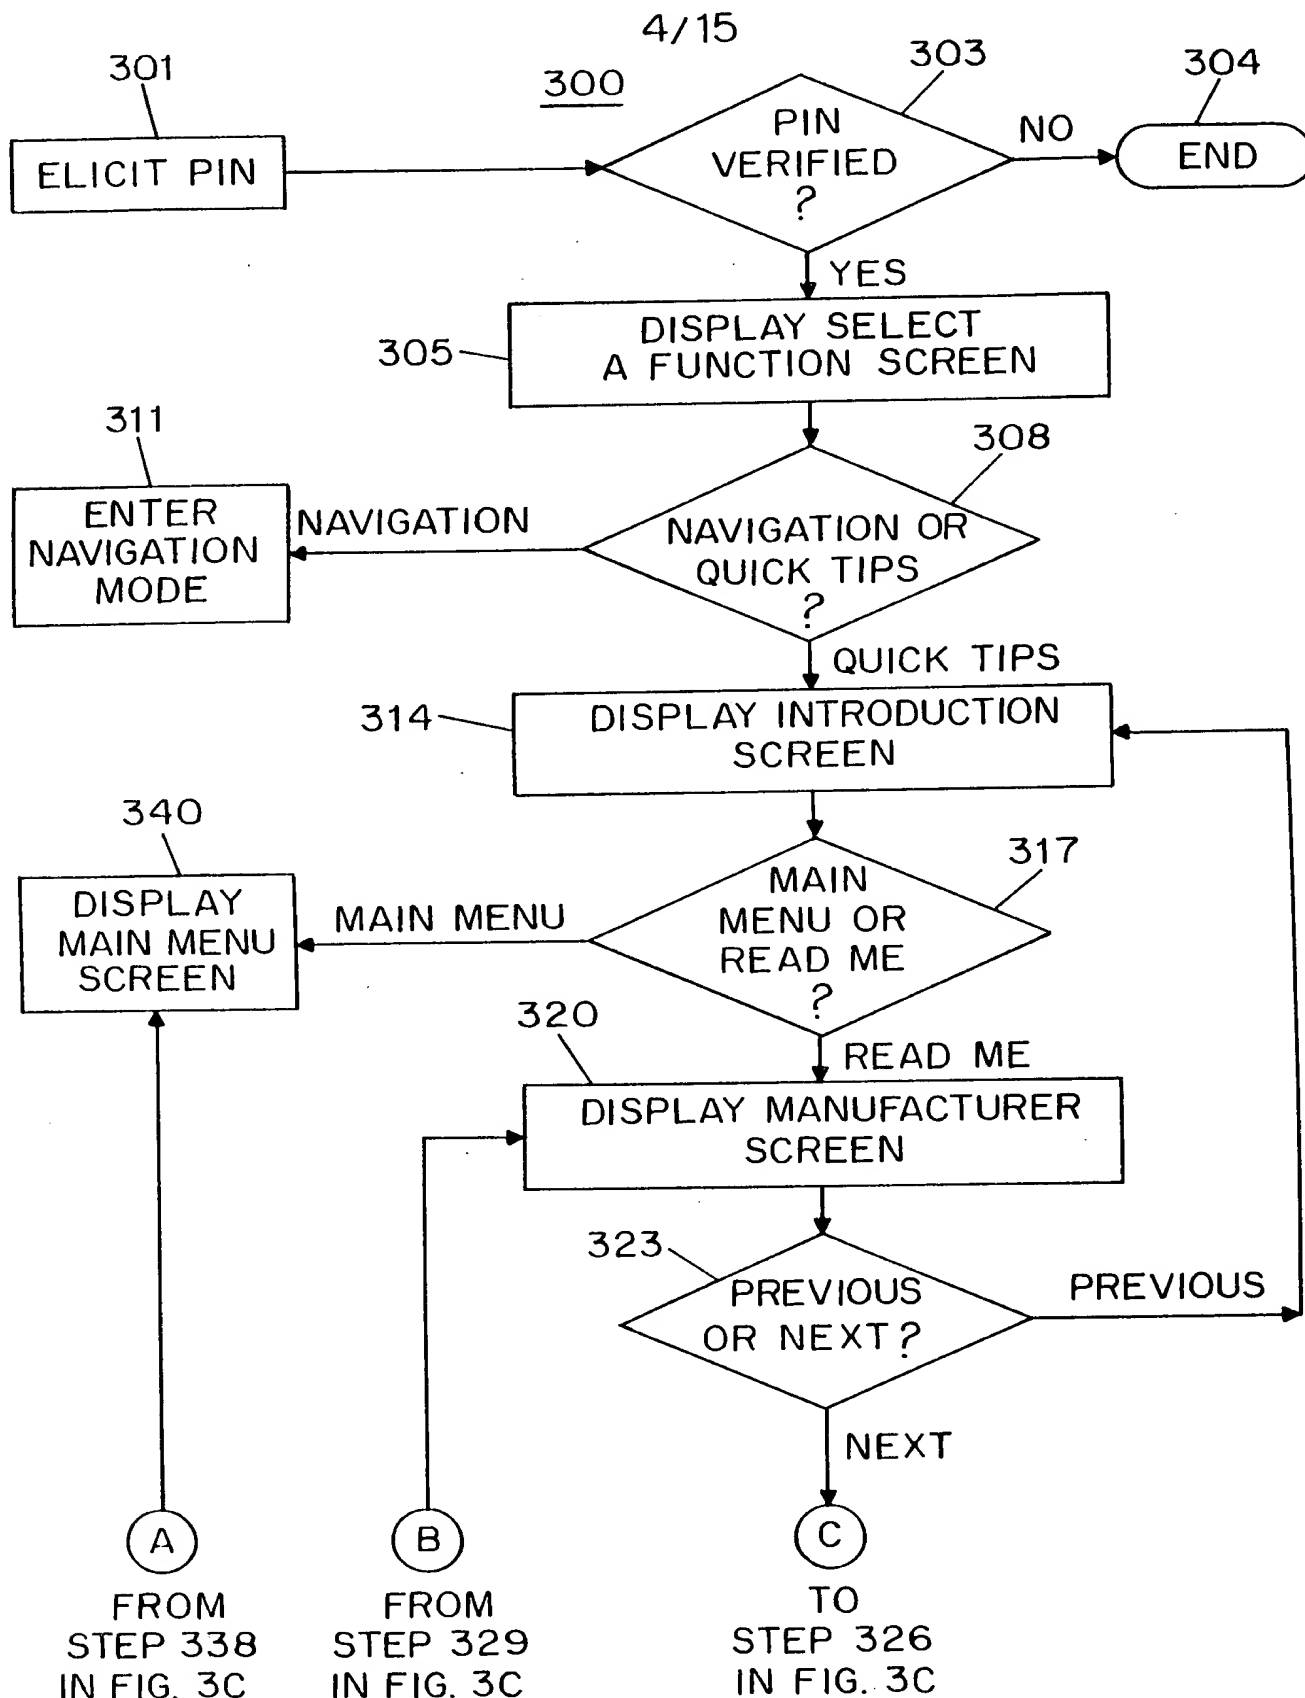 4/15
301
300
303
304
ELICIT PIN
PIN
VERIFIED
?
NO
END
YES
305
DISPLAY SELECT
A FUNCTION SCREEN
311
308
ENTER
NAVIGATION
MODE
NAVIGATION
NAVIGATION OR
QUICK TIPS
?
QUICK TIPS
314
DISPLAY INTRODUCTION
SCREEN
340
317
DISPLAY
MAIN MENU
SCREEN
MAIN MENU
MAIN
MENU OR
READ ME
?
320
READ ME
DISPLAY MANUFACTURER
SCREEN
323
PREVIOUS
OR NEXT?
PREVIOUS
NEXT
A
B
C
FROM
STEP 338
IN FIG. 3C
FROM
STEP 329
IN FIG. 3C
TO
STEP 326
IN FIG. 3C